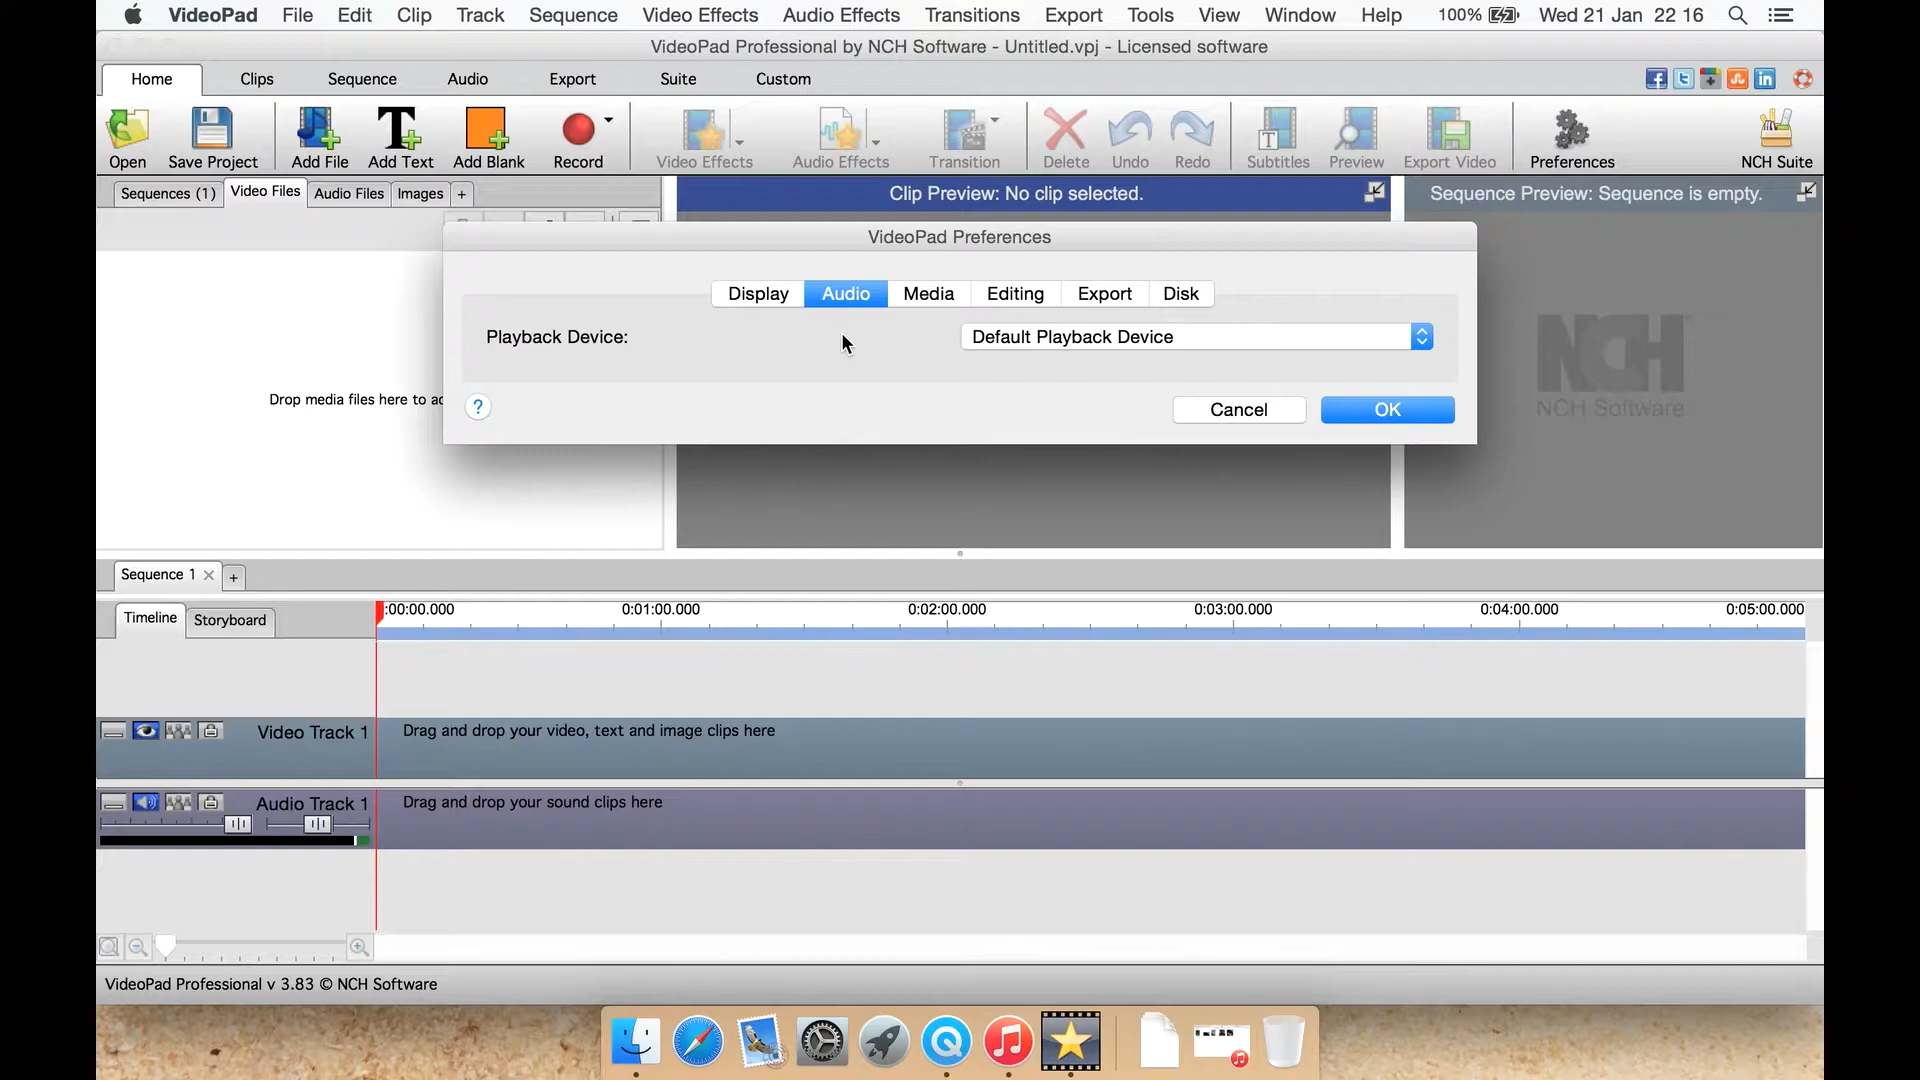 VideoPad File Edit Clip Track Sequence Video Effects Audio Effects Transitions Export Tools View Window Help 100% Wed 21 Jan 22 16
VideoPad Professional by NCH Software - Untitled.vpj - Licensed software
Home Clips Sequence Audio Export Suite Custom
Open Save Project Add File Add Text Add Blank Record Video Effects Audio Effects Transition Delete Undo Redo Subtitles Preview Export Video Preferences NCH Suite
Sequences (1) Video Files Audio Files Images +
Clip Preview: No clip selected.
Sequence Preview: Sequence is empty.
VideoPad Preferences
Display Audio Media Editing Export Disk
Playback Device: Default Playback Device
? Cancel OK
Drop media files here to
NCH
NCH Software
Sequence 1 × +
Timeline Storyboard
:00:00.000 0:01:00.000 0:02:00.000 0:03:00.000 0:04:00.000 0:05:00.000
Video Track 1 Drag and drop your video, text and image clips here
Audio Track 1 Drag and drop your sound clips here
VideoPad Professional v 3.83 © NCH Software